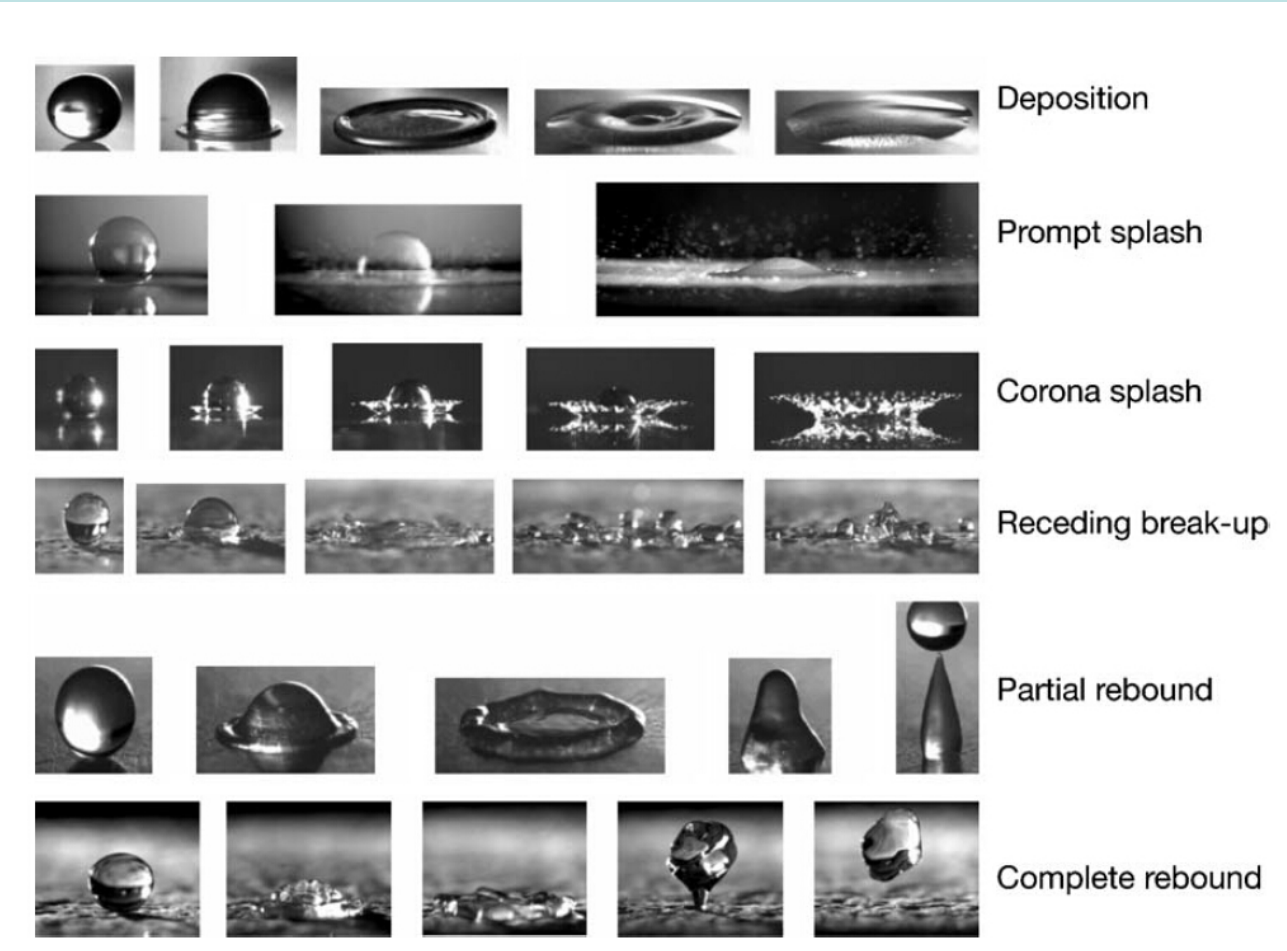 Deposition
Prompt splash
Corona splash
Receding break-up
Partial rebound
Complete rebound